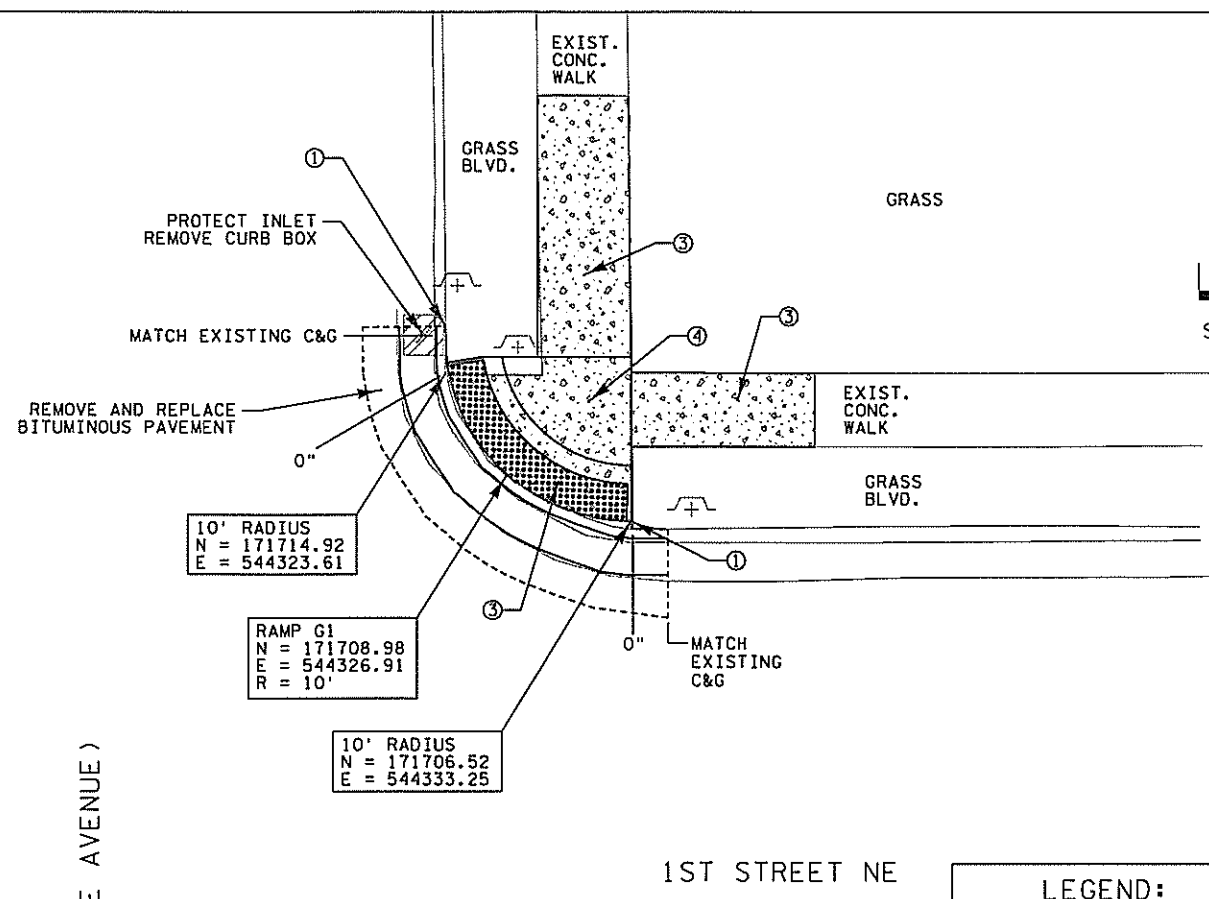 EXIST.
CONC.
WALK
GRASS
BLVD.
①
PROTECT INLET
REMOVE CURB BOX
GRASS
③
MATCH EXISTING C&G
④
③
S
REMOVE AND REPLACE
BITUMINOUS PAVEMENT
EXIST.
CONC.
WALK
0"
GRASS
BLVD.
10' RADIUS
N = 171714.92
E = 544323.61
①
③
RAMP G1
N = 171708.98
E = 544326.91
R = 10'
0"
MATCH
EXISTING
C&G
10' RADIUS
N = 171706.52
E = 544333.25
E AVENUE)
1ST STREET NE
LEGEND: